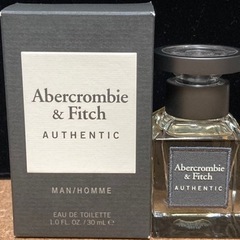 Abercrombie
& Fitch
AUTHENTIC
MAN/HOMME
EAU DE TOILETTE
1.0 FL. OZ / 30 ML ℮
Abercrombie
& Fitch
AUTHENTIC